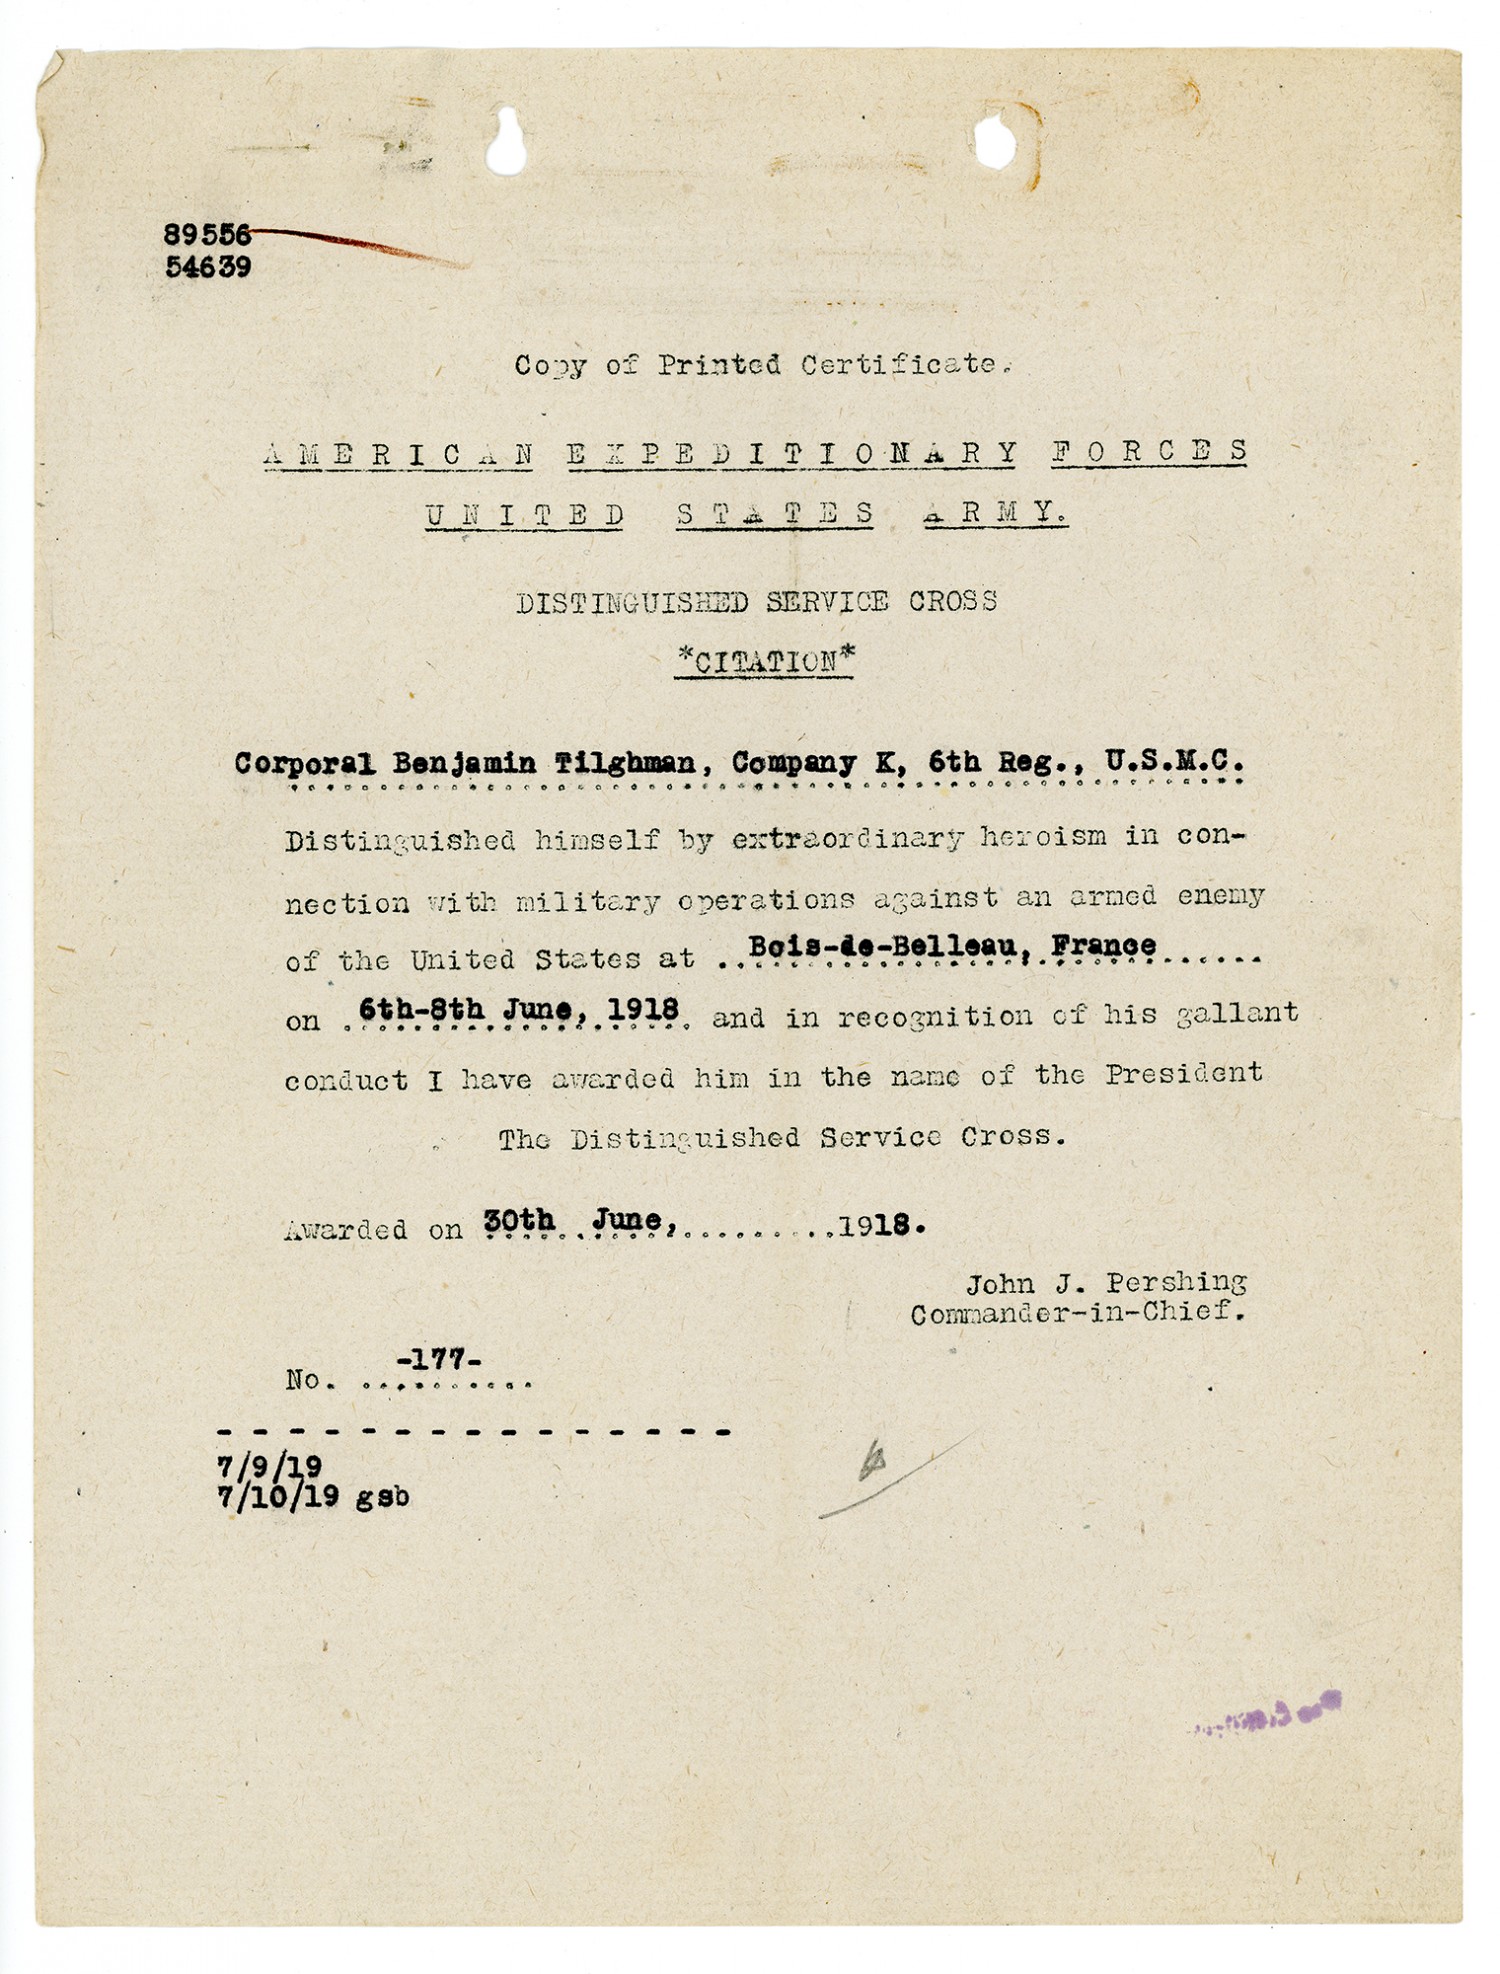 89556
54639
Copy of Printed Certificate.
AMERICAN EXPEDITIONARY FORCES
UNITED STATES ARMY.
DISTINGUISHED SERVICE CROSS
*CITATION*
Corporal Benjamin Tilghman, Company K, 6th Reg., U.S.M.C.
Distinguished himself by extraordinary heroism in con-
nection with military operations against an armed enemy
of the United States at ..Bois-de-Belleau, France......
on .6th-8th June, 1918. and in recognition of his gallant
conduct I have awarded him in the name of the President
The Distinguished Service Cross.
Awarded on 30th June,..........1918.
John J. Pershing
Commander-in-Chief.
-177-
No. ..........
- - - - - - - - - - - - - - -
7/9/19
7/10/19 gsb